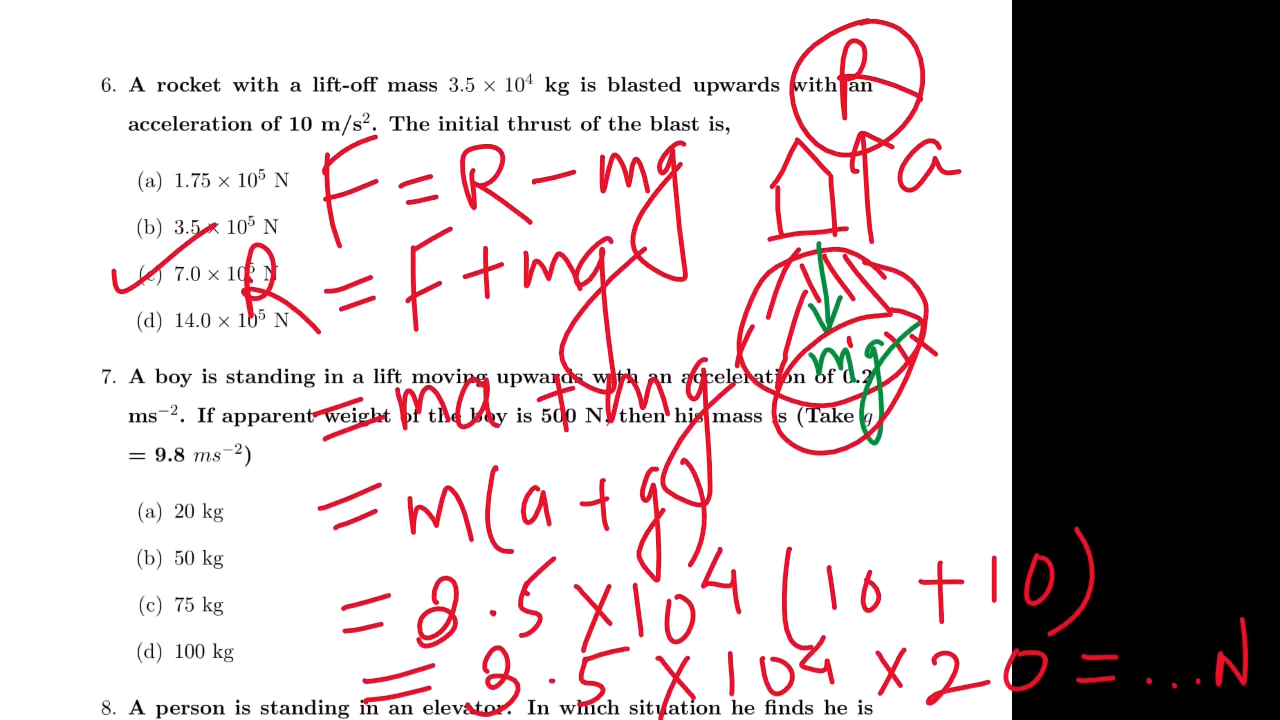 6. A rocket with a lift-off mass 3.5 × 10⁴ kg is blasted upwards with an
acceleration of 10 m/s². The initial thrust of the blast is,
(a) 1.75 × 10⁵ N
(b) 3.5 × 10⁵ N
(c) 7.0 × 10⁵ N
(d) 14.0 × 10⁵ N
R
a
mg
F = R - mg
R = F + mg
= ma + mg
= m(a + g)
= 3.5 × 10⁴ (10 + 10)
= 3.5 × 10⁴ × 20 = ... N
7. A boy is standing in a lift moving upwards with an acceleration of 0.2
ms⁻². If apparent weight of the boy is 500 N, then his mass is (Take g
= 9.8 ms⁻²)
(a) 20 kg
(b) 50 kg
(c) 75 kg
(d) 100 kg
8. A person is standing in an elevator. In which situation he finds he is